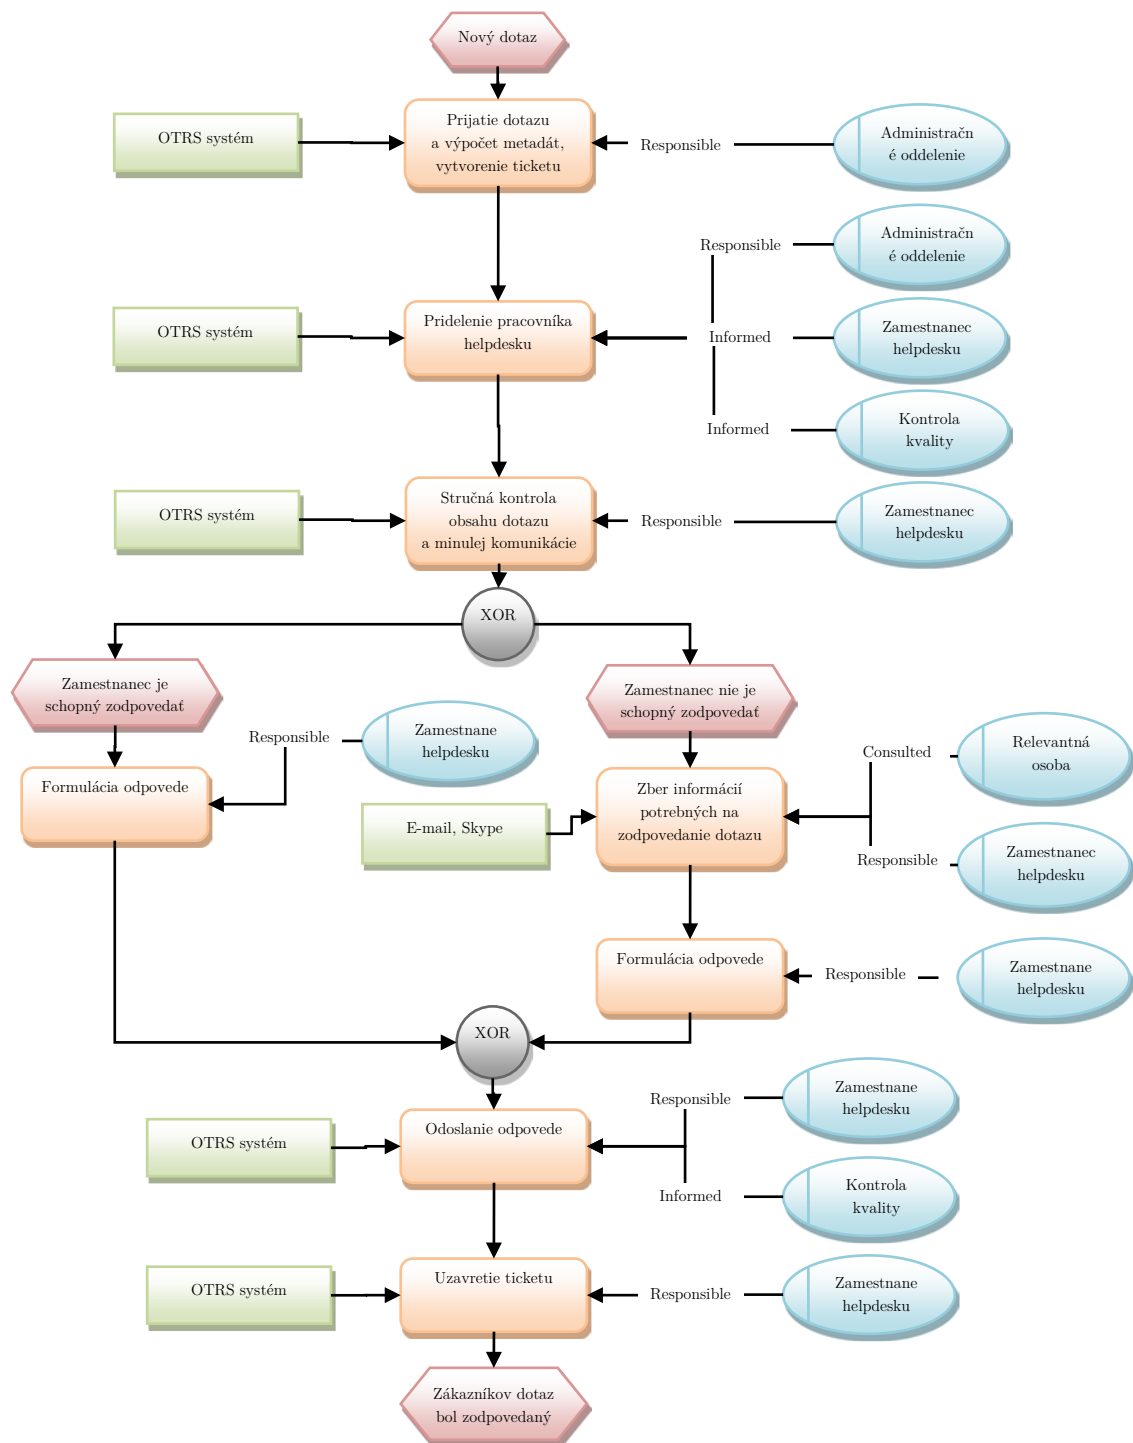 Nový dotaz
Prijatie dotazu
a výpočet metadát,
vytvorenie ticketu
OTRS systém
Responsible
Administračn
é oddelenie
Responsible
Administračn
é oddelenie
OTRS systém
Pridelenie pracovníka
helpdesku
Informed
Zamestnanec
helpdesku
Informed
Kontrola
kvality
OTRS systém
Stručná kontrola
obsahu dotazu
a minulej komunikácie
Responsible
Zamestnanec
helpdesku
XOR
Zamestnanec je
schopný zodpovedať
Zamestnanec nie je
schopný zodpovedať
Responsible
Zamestnane
helpdesku
Formulácia odpovede
Consulted
Relevantná
osoba
E-mail, Skype
Zber informácií
potrebných na
zodpovedanie dotazu
Responsible
Zamestnanec
helpdesku
Formulácia odpovede
Responsible
Zamestnane
helpdesku
XOR
OTRS systém
Odoslanie odpovede
Responsible
Zamestnane
helpdesku
Informed
Kontrola
kvality
OTRS systém
Uzavretie ticketu
Responsible
Zamestnane
helpdesku
Zákazníkov dotaz
bol zodpovedaný